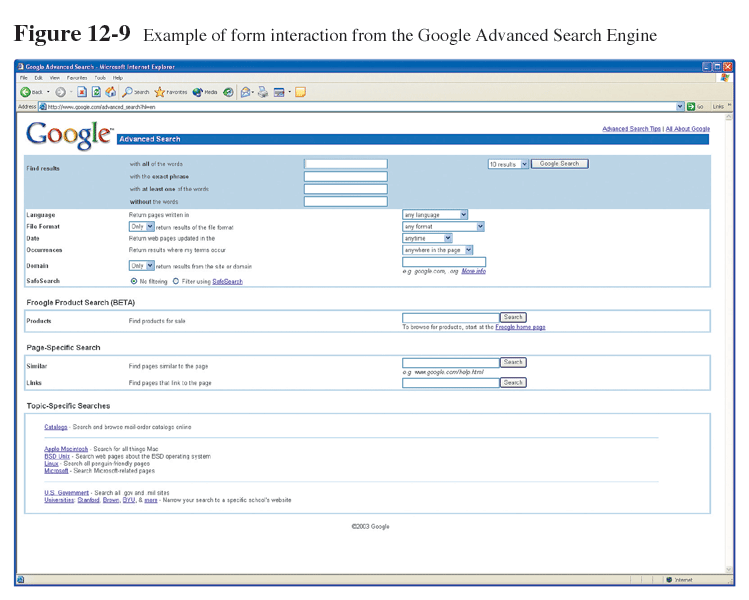 Figure 12-9 Example of form interaction from the Google Advanced Search Engine
Google Advanced Search - Microsoft Internet Explorer
File Edit View Favorites Tools Help
Back Search Favorites Media
Address http://www.google.com/advanced_search?hl=en Go Links
Google™ Advanced Search Advanced Search Tips | All About Google
Find results with all of the words 10 results Google Search
with the exact phrase
with at least one of the words
without the words
Language Return pages written in any language
File Format Only return results of the file format any format
Date Return web pages updated in the anytime
Occurrences Return results where my terms occur anywhere in the page
Domain Only return results from the site or domain
e.g. google.com, .org More info
SafeSearch No filtering Filter using SafeSearch
Froogle Product Search (BETA)
Products Find products for sale Search
To browse for products, start at the Froogle home page
Page-Specific Search
Similar Find pages similar to the page Search
e.g. www.google.com/help.html
Links Find pages that link to the page Search
Topic-Specific Searches
Catalogs - Search and browse mail-order catalogs online
Apple Macintosh - Search for all things Mac
BSD Unix - Search web pages about the BSD operating system
Linux - Search all penguin-friendly pages
Microsoft - Search Microsoft-related pages
U.S. Government - Search all .gov and .mil sites
Universities: Stanford, Brown, BYU, & more - Narrow your search to a specific school's website
©2003 Google
Internet